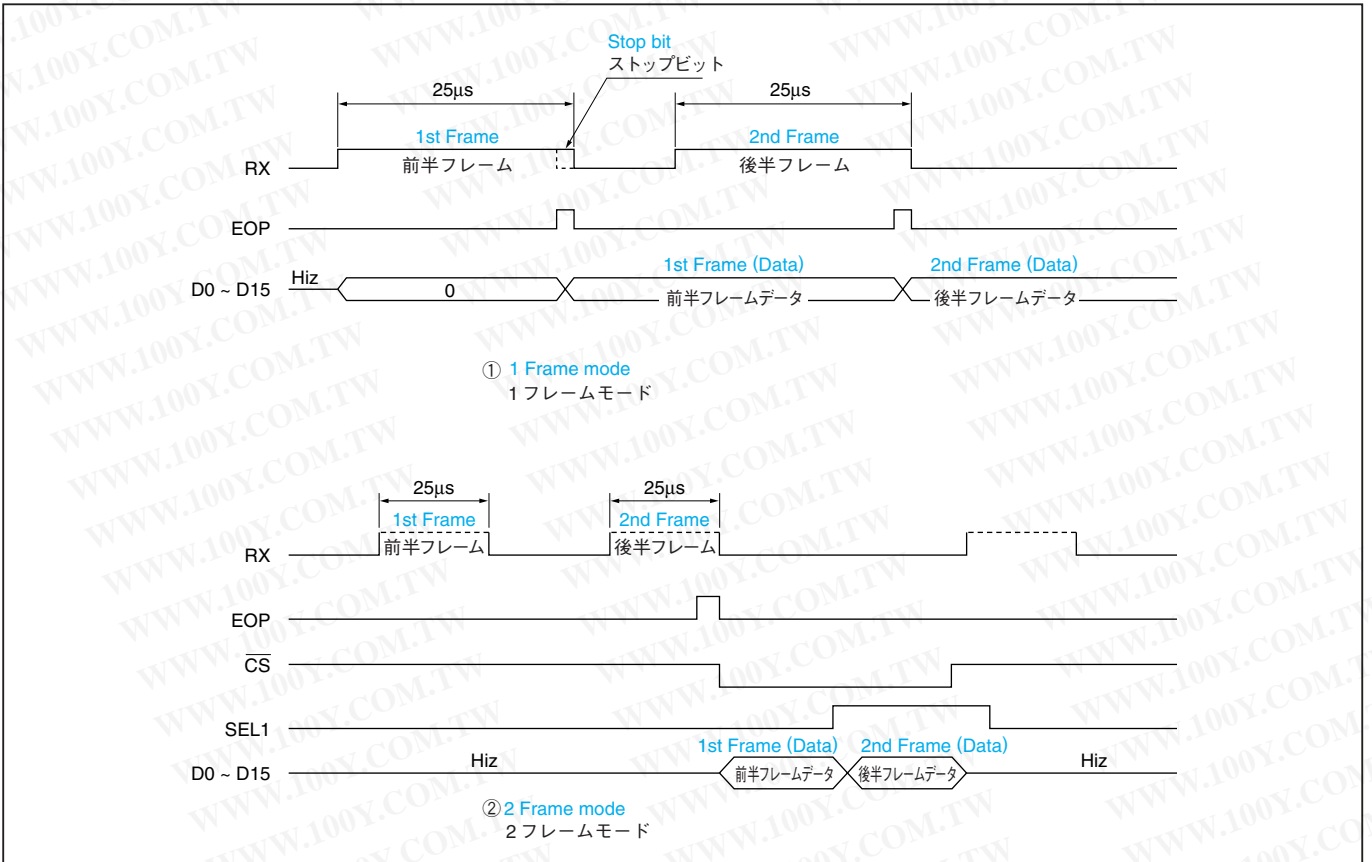 Stop bit
ストップビット
25μs 25μs
1st Frame 2nd Frame
RX 前半フレーム 後半フレーム
EOP
1st Frame (Data) 2nd Frame (Data)
D0 ~ D15 Hiz 0 前半フレームデータ 後半フレームデータ
① 1 Frame mode
1 フレームモード
25μs 25μs
1st Frame 2nd Frame
RX 前半フレーム 後半フレーム
EOP
CS
SEL1
1st Frame (Data) 2nd Frame (Data)
D0 ~ D15 Hiz 前半フレームデータ 後半フレームデータ Hiz
② 2 Frame mode
2 フレームモード
WWW.100Y.COM.TW